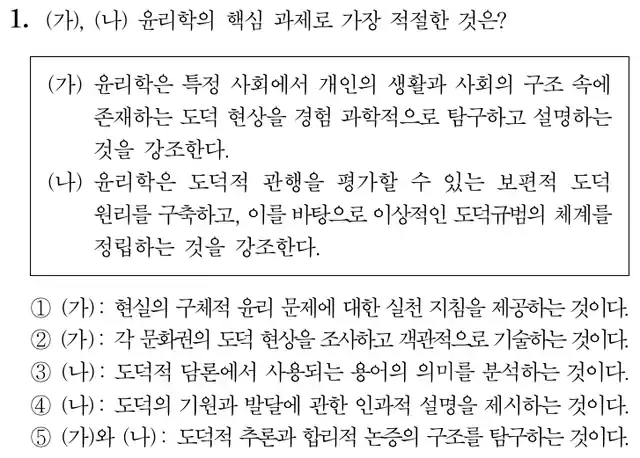 1. (가), (나) 윤리학의 핵심 과제로 가장 적절한 것은?
(가) 윤리학은 특정 사회에서 개인의 생활과 사회의 구조 속에
존재하는 도덕 현상을 경험 과학적으로 탐구하고 설명하는
것을 강조한다.
(나) 윤리학은 도덕적 관행을 평가할 수 있는 보편적 도덕
원리를 구축하고, 이를 바탕으로 이상적인 도덕규범의 체계를
정립하는 것을 강조한다.
① (가): 현실의 구체적 윤리 문제에 대한 실천 지침을 제공하는 것이다.
② (가): 각 문화권의 도덕 현상을 조사하고 객관적으로 기술하는 것이다.
③ (나): 도덕적 담론에서 사용되는 용어의 의미를 분석하는 것이다.
④ (나): 도덕의 기원과 발달에 관한 인과적 설명을 제시하는 것이다.
⑤ (가)와 (나): 도덕적 추론과 합리적 논증의 구조를 탐구하는 것이다.